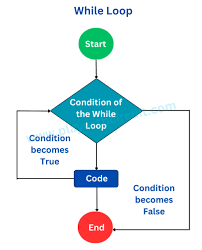 While Loop
Start
Condition of
the While
Loop
Condition
becomes
True
Code
Condition
becomes
False
End